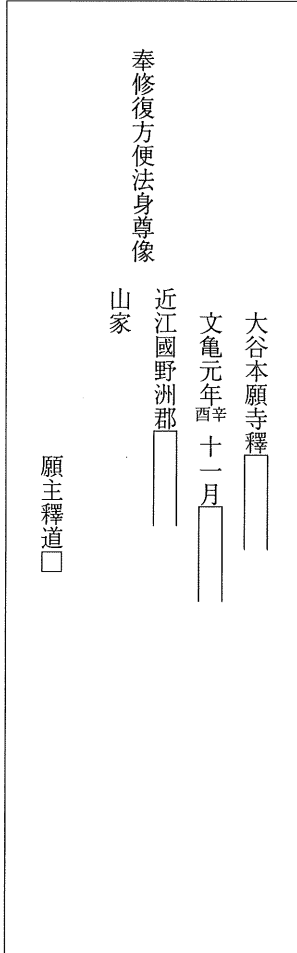 大谷本願寺釋
文亀元年辛酉十一月
近江國野洲郡
奉修復方便法身尊像
山家
願主釋道□